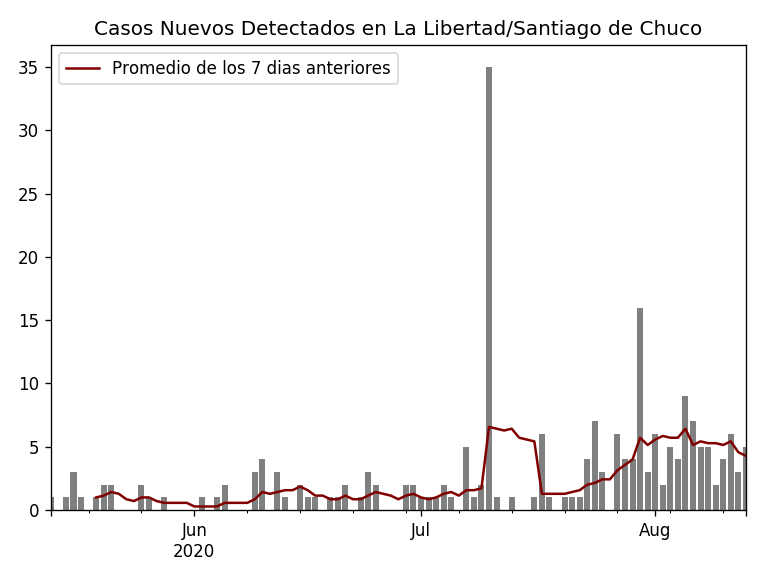 Casos Nuevos Detectados en La Libertad/Santiago de Chuco
Promedio de los 7 dias anteriores
35
30
25
20
15
10
5
0
Jun
2020
Jul
Aug